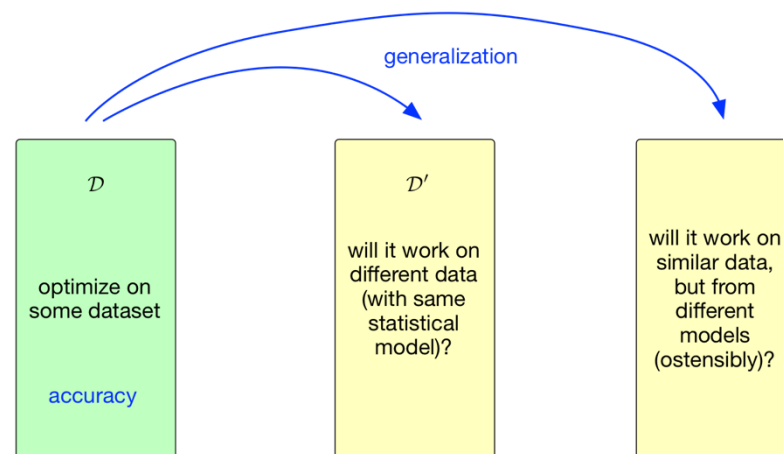 generalization
𝒟
optimize on
some dataset
accuracy
𝒟′
will it work on
different data
(with same
statistical
model)?
will it work on
similar data,
but from
different
models
(ostensibly)?